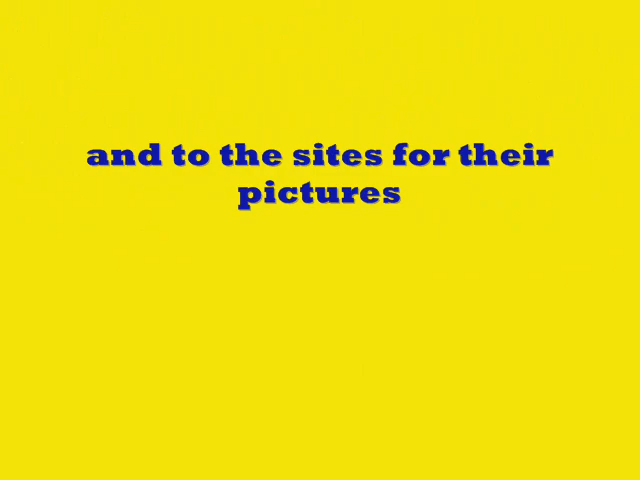 and to the sites for their
pictures